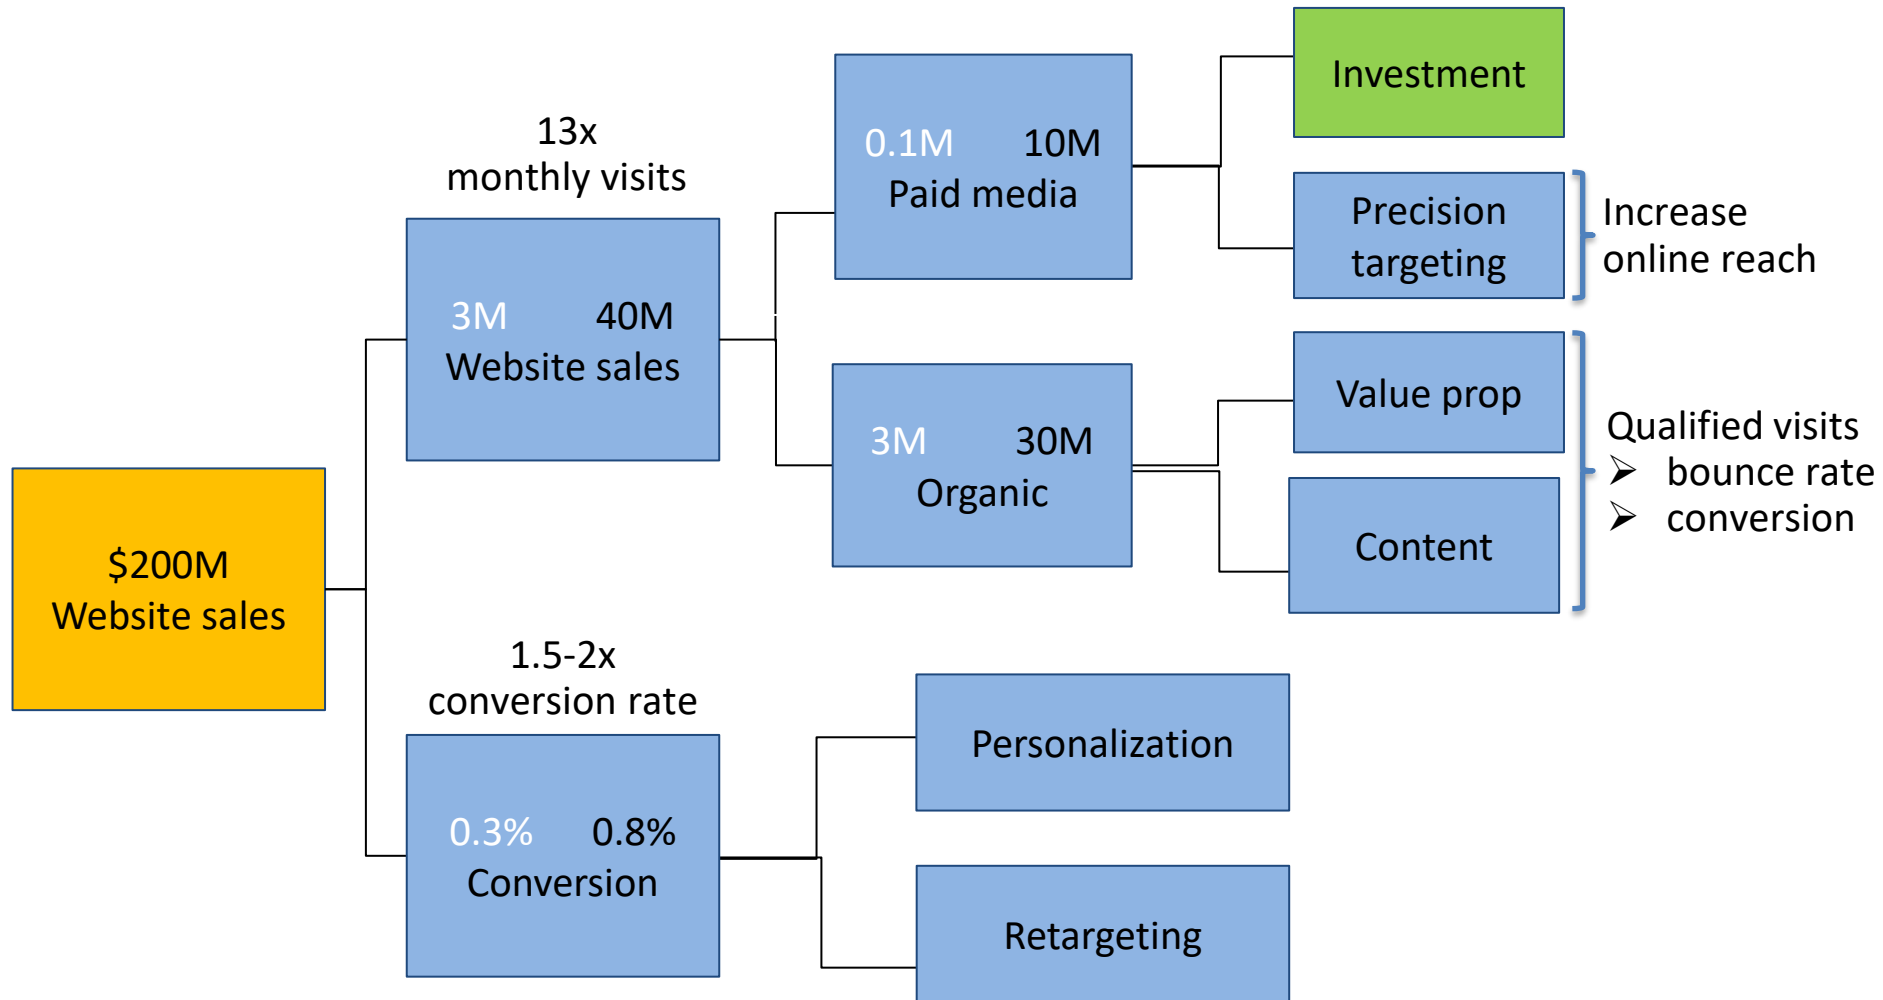 $200M
Website sales
13x
monthly visits
3M 40M
Website sales
1.5-2x
conversion rate
0.3% 0.8%
Conversion
0.1M 10M
Paid media
3M 30M
Organic
Investment
Precision
targeting
Increase
online reach
Value prop
Content
Qualified visits
➢ bounce rate
➢ conversion
Personalization
Retargeting